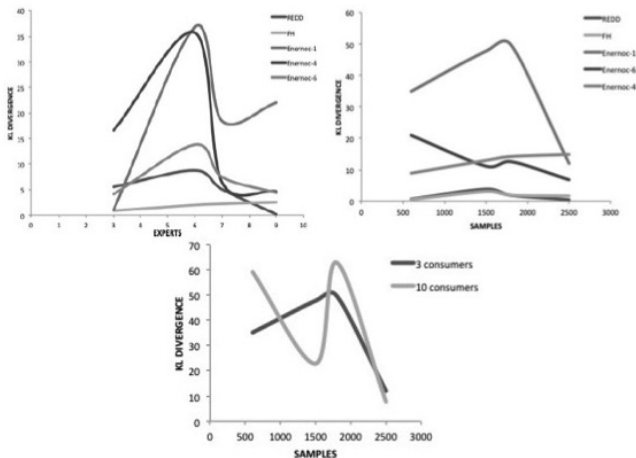 40
35
30
25
20
15
10
5
0
KL DIVERGENCE
0 1 2 3 4 5 6 7 8 9 10
EXPERTS
REDD
FH
Enernoc-1
Enernoc-4
Enernoc-6
60
50
40
30
20
10
0
KL DIVERGENCE
0 500 1000 1500 2000 2500 3000
SAMPLES
REDD
FH
Enernoc-1
Enernoc-6
Enernoc-4
70
60
50
40
30
20
10
0
KL DIVERGENCE
0 500 1000 1500 2000 2500 3000
SAMPLES
3 consumers
10 consumers